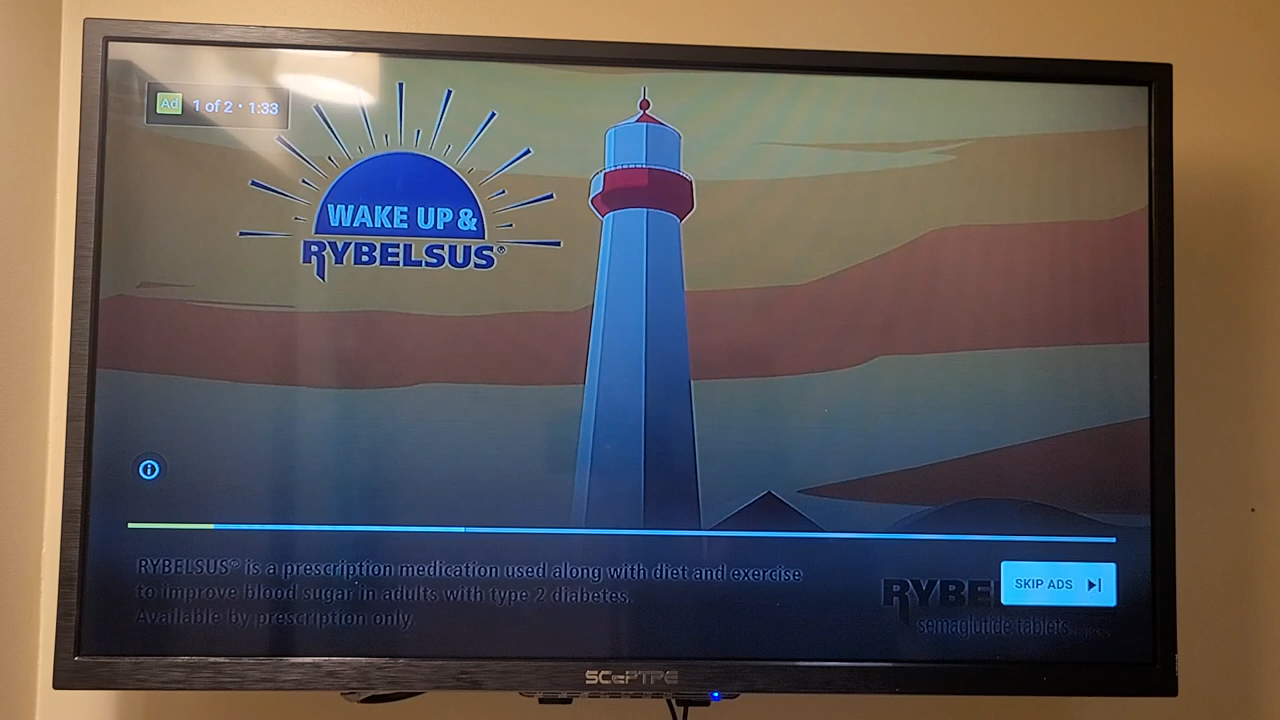 Ad 1 of 2 • 1:33
WAKE UP &
RYBELSUS®
RYBELSUS® is a prescription medication used along with diet and exercise
to improve blood sugar in adults with type 2 diabetes.
Available by prescription only.
RYBE
SKIP ADS
semaglutide tablets
SCEPTRE